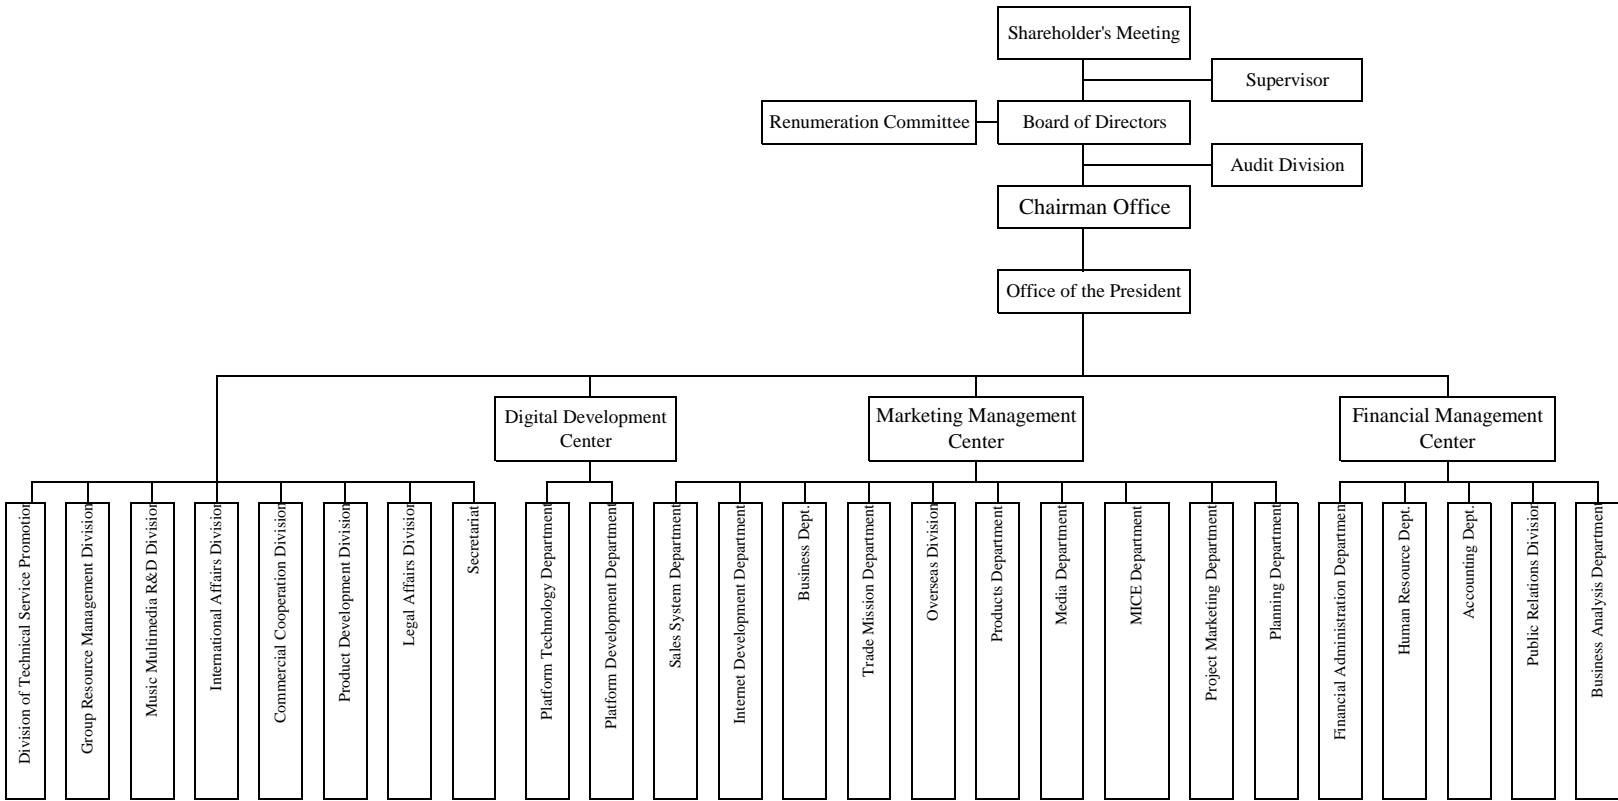 Shareholder's Meeting
Supervisor
Renumeration Committee
Board of Directors
Audit Division
Chairman Office
Office of the President
Digital Development
Center
Marketing Management
Center
Financial Management
Center
Division of Technical Service Promotion
Group Resource Management Division
Music Multimedia R&D Division
International Affairs Division
Commercial Cooperation Division
Product Development Division
Legal Affairs Division
Secretariat
Platform Technology Department
Platform Development Department
Sales System Department
Internet Development Department
Business Dept.
Trade Mission Department
Overseas Division
Products Department
Media Department
MICE Department
Project Marketing Department
Planning Department
Financial Administration Department
Human Resource Dept.
Accounting Dept.
Public Relations Division
Business Analysis Department